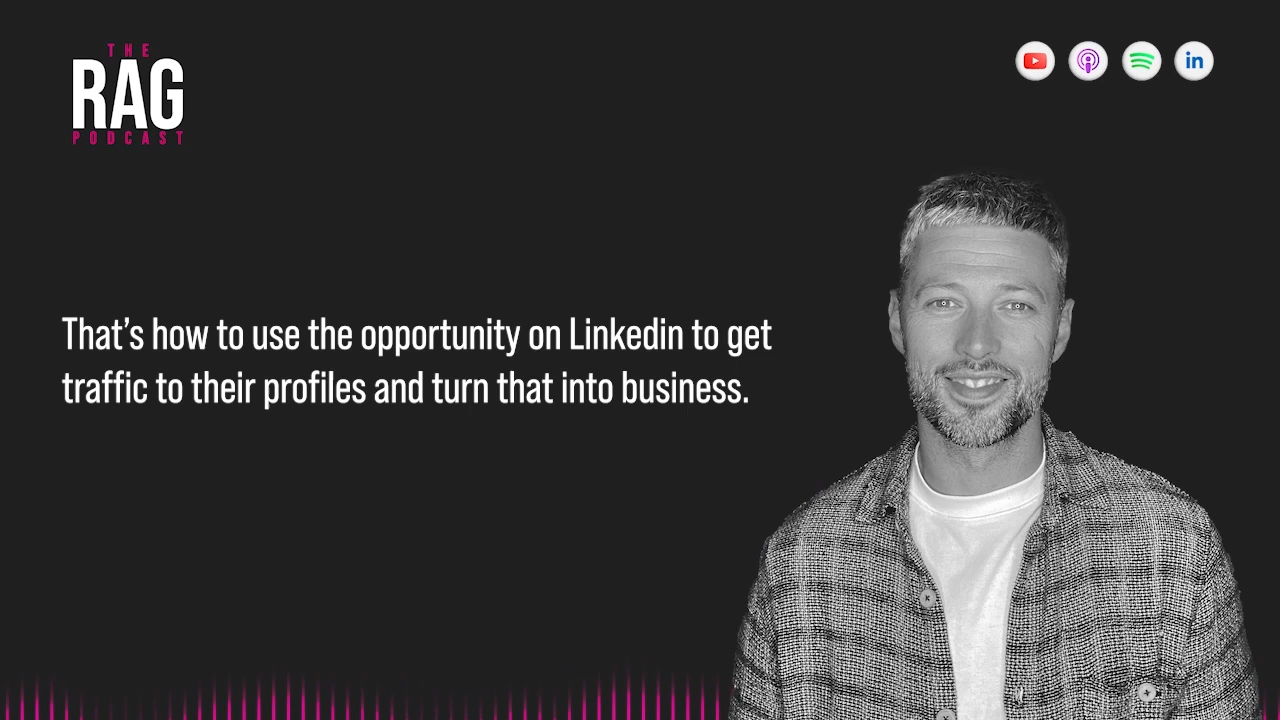 THE
RAG
PODCAST
in
That's how to use the opportunity on Linkedin to get
traffic to their profiles and turn that into business.